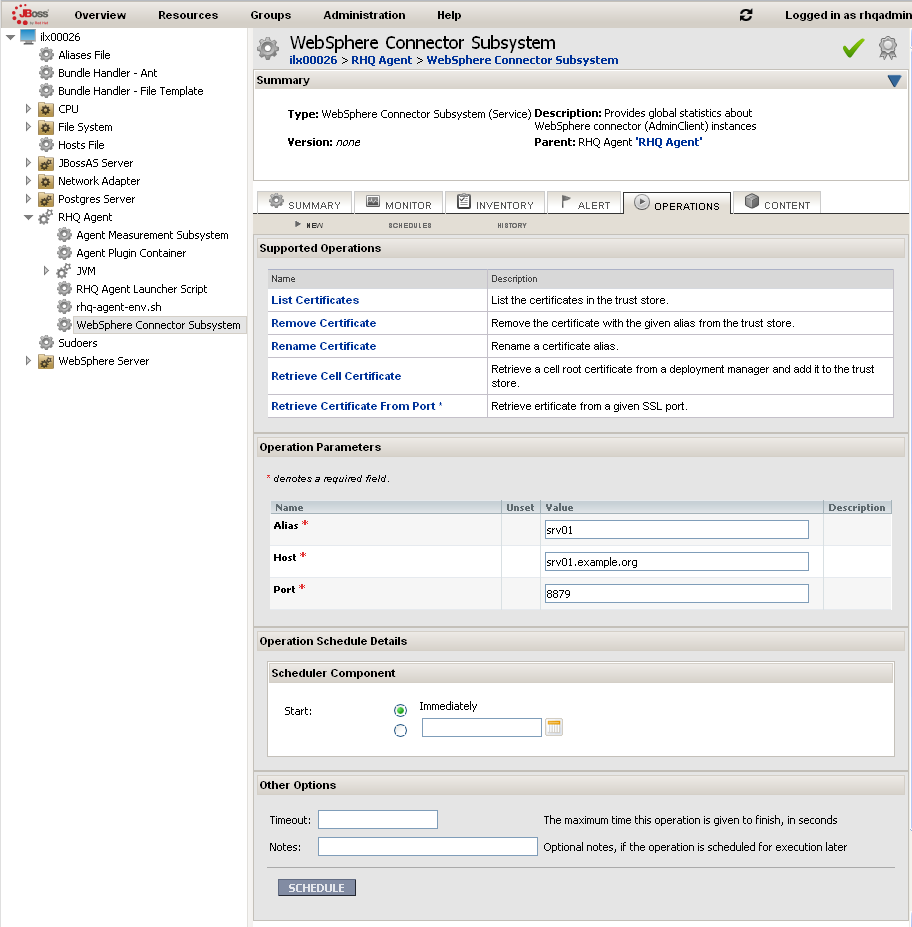 JBoss by Red Hat Overview Resources Groups Administration Help Logged in as rhqadmin
ilx00026
Aliases File
Bundle Handler - Ant
Bundle Handler - File Template
CPU
File System
Hosts File
JBossAS Server
Network Adapter
Postgres Server
RHQ Agent
Agent Measurement Subsystem
Agent Plugin Container
JVM
RHQ Agent Launcher Script
rhq-agent-env.sh
WebSphere Connector Subsystem
Sudoers
WebSphere Server
WebSphere Connector Subsystem
ilx00026 > RHQ Agent > WebSphere Connector Subsystem
Summary
Type: WebSphere Connector Subsystem (Service) Description: Provides global statistics about
WebSphere connector (AdminClient) instances
Version: none Parent: RHQ Agent 'RHQ Agent'
SUMMARY MONITOR INVENTORY ALERT OPERATIONS CONTENT
NEW SCHEDULES HISTORY
Supported Operations
Name Description
List Certificates List the certificates in the trust store.
Remove Certificate Remove the certificate with the given alias from the trust store.
Rename Certificate Rename a certificate alias.
Retrieve Cell Certificate Retrieve a cell root certificate from a deployment manager and add it to the trust
store.
Retrieve Certificate From Port * Retrieve ertificate from a given SSL port.
Operation Parameters
* denotes a required field.
Name Unset Value Description
Alias * srv01
Host * srv01.example.org
Port * 8879
Operation Schedule Details
Scheduler Component
Start: Immediately
Other Options
Timeout: The maximum time this operation is given to finish, in seconds
Notes: Optional notes, if the operation is scheduled for execution later
SCHEDULE